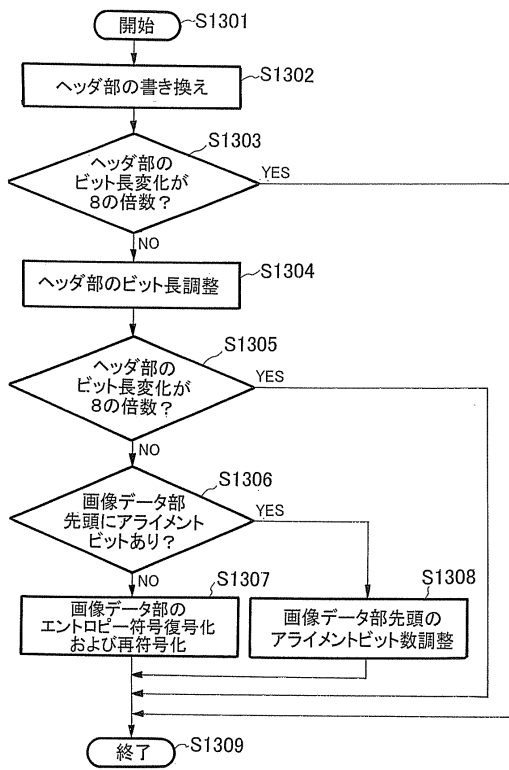 開始
S1301
ヘッダ部の書き換え
S1302
ヘッダ部の
ビット長変化が
8の倍数?
S1303
YES
NO
ヘッダ部のビット長調整
S1304
ヘッダ部の
ビット長変化が
8の倍数?
S1305
YES
NO
画像データ部
先頭にアライメント
ビットあり?
S1306
YES
NO
画像データ部の
エントロピー符号復号化
および再符号化
S1307
画像データ部先頭の
アライメントビット数調整
S1308
終了
S1309